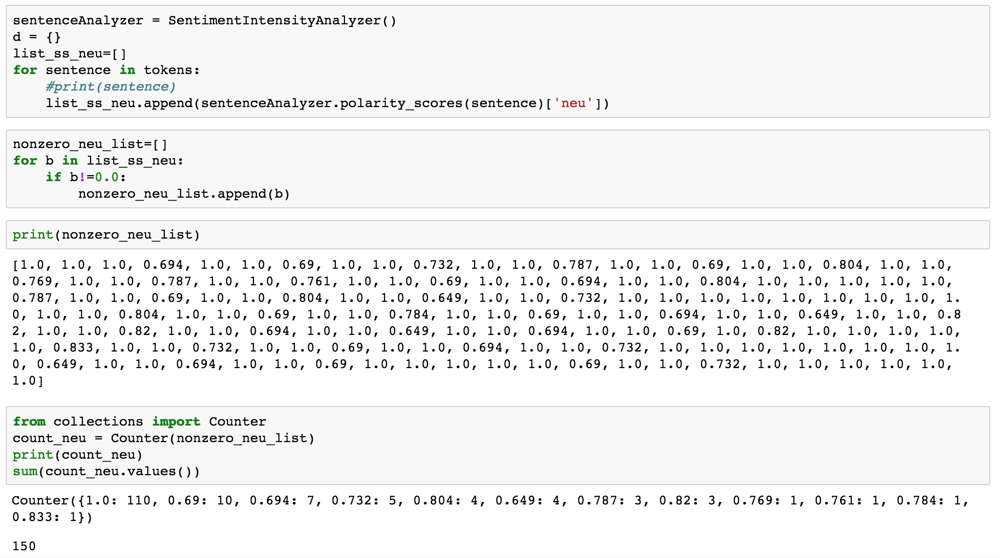 sentenceAnalyzer = SentimentIntensityAnalyzer()
d = {}
list_ss_neu=[]
for sentence in tokens:
    #print(sentence)
    list_ss_neu.append(sentenceAnalyzer.polarity_scores(sentence)['neu'])
nonzero_neu_list=[]
for b in list_ss_neu:
    if b!=0.0:
        nonzero_neu_list.append(b)
print(nonzero_neu_list)
[1.0, 1.0, 1.0, 0.694, 1.0, 1.0, 0.69, 1.0, 1.0, 0.732, 1.0, 1.0, 0.787, 1.0, 1.0, 0.69, 1.0, 1.0, 0.804, 1.0, 1.0,
0.769, 1.0, 1.0, 0.787, 1.0, 1.0, 0.761, 1.0, 1.0, 0.69, 1.0, 1.0, 0.694, 1.0, 1.0, 0.804, 1.0, 1.0, 1.0, 1.0, 1.0,
0.787, 1.0, 1.0, 0.69, 1.0, 1.0, 0.804, 1.0, 1.0, 0.649, 1.0, 1.0, 0.732, 1.0, 1.0, 1.0, 1.0, 1.0, 1.0, 1.0, 1.0, 1.
0, 1.0, 1.0, 0.804, 1.0, 1.0, 0.69, 1.0, 1.0, 0.784, 1.0, 1.0, 0.69, 1.0, 1.0, 0.694, 1.0, 1.0, 0.649, 1.0, 1.0, 0.8
2, 1.0, 1.0, 0.82, 1.0, 1.0, 0.694, 1.0, 1.0, 0.649, 1.0, 1.0, 0.694, 1.0, 1.0, 0.69, 1.0, 0.82, 1.0, 1.0, 1.0, 1.0,
1.0, 0.833, 1.0, 1.0, 0.732, 1.0, 1.0, 0.69, 1.0, 1.0, 0.694, 1.0, 1.0, 0.732, 1.0, 1.0, 1.0, 1.0, 1.0, 1.0, 1.0, 1.
0, 0.649, 1.0, 1.0, 0.694, 1.0, 1.0, 0.69, 1.0, 1.0, 1.0, 1.0, 1.0, 0.69, 1.0, 1.0, 0.732, 1.0, 1.0, 1.0, 1.0, 1.0,
1.0]
from collections import Counter
count_neu = Counter(nonzero_neu_list)
print(count_neu)
sum(count_neu.values())
Counter({1.0: 110, 0.69: 10, 0.694: 7, 0.732: 5, 0.804: 4, 0.649: 4, 0.787: 3, 0.82: 3, 0.769: 1, 0.761: 1, 0.784: 1,
0.833: 1})
150